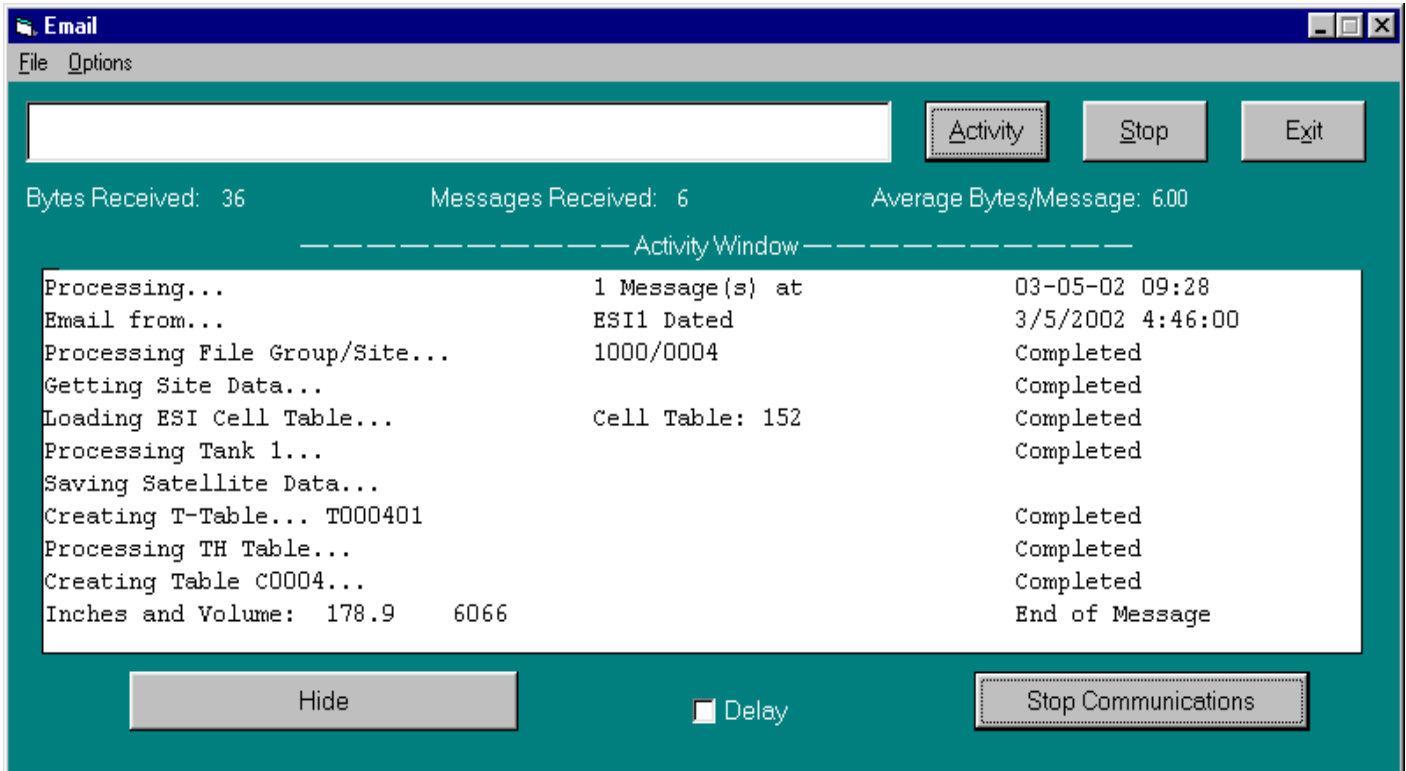 Email
File Options
Activity Stop Exit
Bytes Received: 36 Messages Received: 6 Average Bytes/Message: 6.00
— — — — — — — — — — Activity Window — — — — — — — — — —
Processing... 1 Message(s) at 03-05-02 09:28
Email from... ESI1 Dated 3/5/2002 4:46:00
Processing File Group/Site... 1000/0004 Completed
Getting Site Data... Completed
Loading ESI Cell Table... Cell Table: 152 Completed
Processing Tank 1... Completed
Saving Satellite Data...
Creating T-Table... T000401 Completed
Processing TH Table... Completed
Creating Table C0004... Completed
Inches and Volume: 178.9 6066 End of Message
Hide Delay Stop Communications